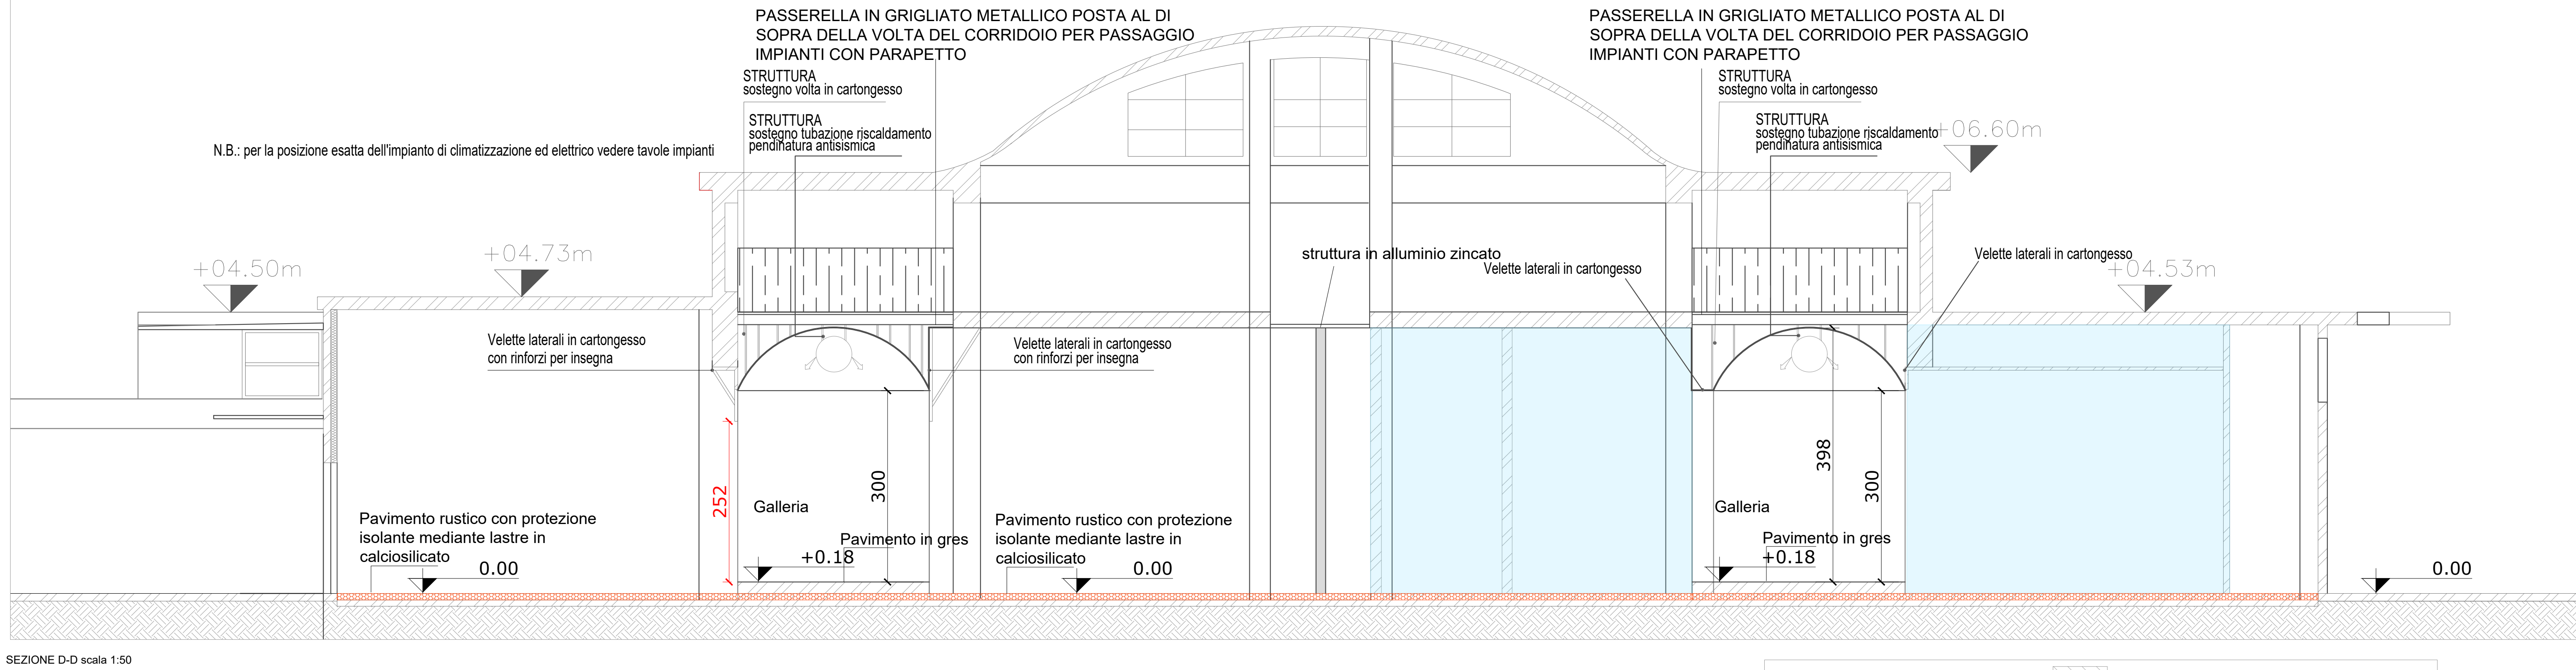 PASSERELLA IN GRIGLIATO METALLICO POSTA AL DI
SOPRA DELLA VOLTA DEL CORRIDOIO PER PASSAGGIO
IMPIANTI CON PARAPETTO
STRUTTURA
sostegno volta in cartongesso
STRUTTURA
sostegno tubazione riscaldamento
pendinatura antisismica
PASSERELLA IN GRIGLIATO METALLICO POSTA AL DI
SOPRA DELLA VOLTA DEL CORRIDOIO PER PASSAGGIO
IMPIANTI CON PARAPETTO
STRUTTURA
sostegno volta in cartongesso
STRUTTURA
sostegno tubazione riscaldamento
pendinatura antisismica
+06.60m
N.B.: per la posizione esatta dell'impianto di climatizzazione ed elettrico vedere tavole impianti
+04.50m
+04.73m
struttura in alluminio zincato
Velette laterali in cartongesso
Velette laterali in cartongesso
+04.53m
Velette laterali in cartongesso
con rinforzi per insegna
Velette laterali in cartongesso
con rinforzi per insegna
252
300
398
300
Galleria
Galleria
Pavimento rustico con protezione
isolante mediante lastre in
calciosilicato
0.00
Pavimento in gres
+0.18
Pavimento rustico con protezione
isolante mediante lastre in
calciosilicato
0.00
Pavimento in gres
+0.18
0.00
SEZIONE D-D scala 1:50